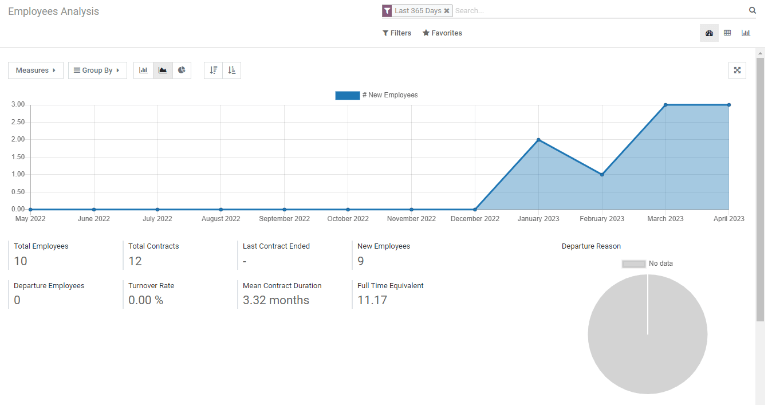 Employees Analysis
Last 365 Days ✖ Search...
Filters Favorites
Measures Group By
# New Employees
3.00
2.50
2.00
1.50
1.00
0.50
0.00
May 2022 June 2022 July 2022 August 2022 September 2022 October 2022 November 2022 December 2022 January 2023 February 2023 March 2023 April 2023
Total Employees Total Contracts Last Contract Ended New Employees Departure Reason
10 12 - 9
No data
Departure Employees Turnover Rate Mean Contract Duration Full Time Equivalent
0 0.00 % 3.32 months 11.17